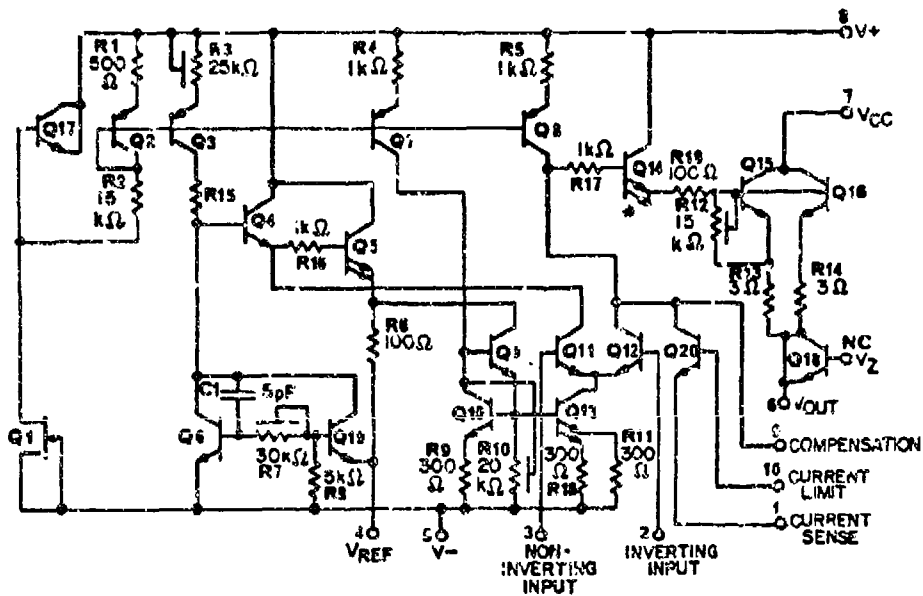 8
V+
R1
500
Ω
R3
25kΩ
R4
1kΩ
R5
1kΩ
7
VCC
Q17
Q2
Q3
Q7
Q8
1kΩ
R17
Q14
*
R19
100Ω
Q15
Q16
R2
15
kΩ
R15
Q4
1kΩ
R16
Q5
R12
15
kΩ
R13
3Ω
R14
3Ω
R6
100Ω
Q9
Q11
Q12
Q20
Q18
NC
VZ
6
VOUT
C1
5pF
Q10
Q13
9
COMPENSATION
Q1
Q6
30kΩ
R7
Q19
5kΩ
R8
R9
300
Ω
R10
20
kΩ
300
Ω
R18
R11
300
Ω
10
CURRENT
LIMIT
1
CURRENT
SENSE
4
VREF
5
V-
3
NON-
INVERTING
INPUT
2
INVERTING
INPUT